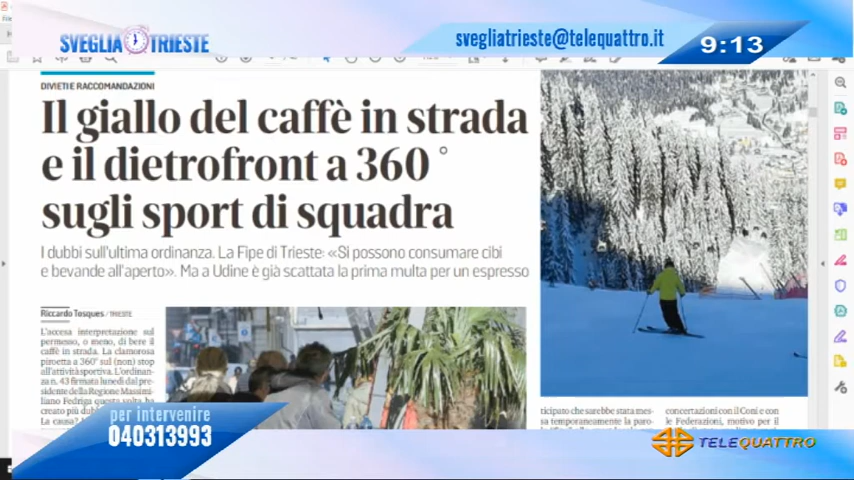 SVEGLIA TRIESTE
svegliatrieste@telequattro.it
9:13
DIVIETI E RACCOMANDAZIONI
Il giallo del caffè in strada
e il dietrofront a 360°
sugli sport di squadra
I dubbi sull'ultima ordinanza. La Fipe di Trieste: «Si possono consumare cibi
e bevande all'aperto». Ma a Udine è già scattata la prima multa per un espresso
Riccardo Tosques / TRIESTE
L'accesa interpretazione sul
permesso, o meno, di bere il
caffè in strada. La clamorosa
piroetta a 360° sul (non) stop
all'attività sportiva. L'ordinan-
za n. 43 firmata lunedì dal pre-
sidente della Regione Massimi-
liano Fedriga questa volta ha
creato più dub
La causa?
ticipato che sarebbe stata mes-
sa temporaneamente la paro-
concertazioni con il Coni e con
le Federazioni, motivo per il
per intervenire
040313993
TELEQUATTRO